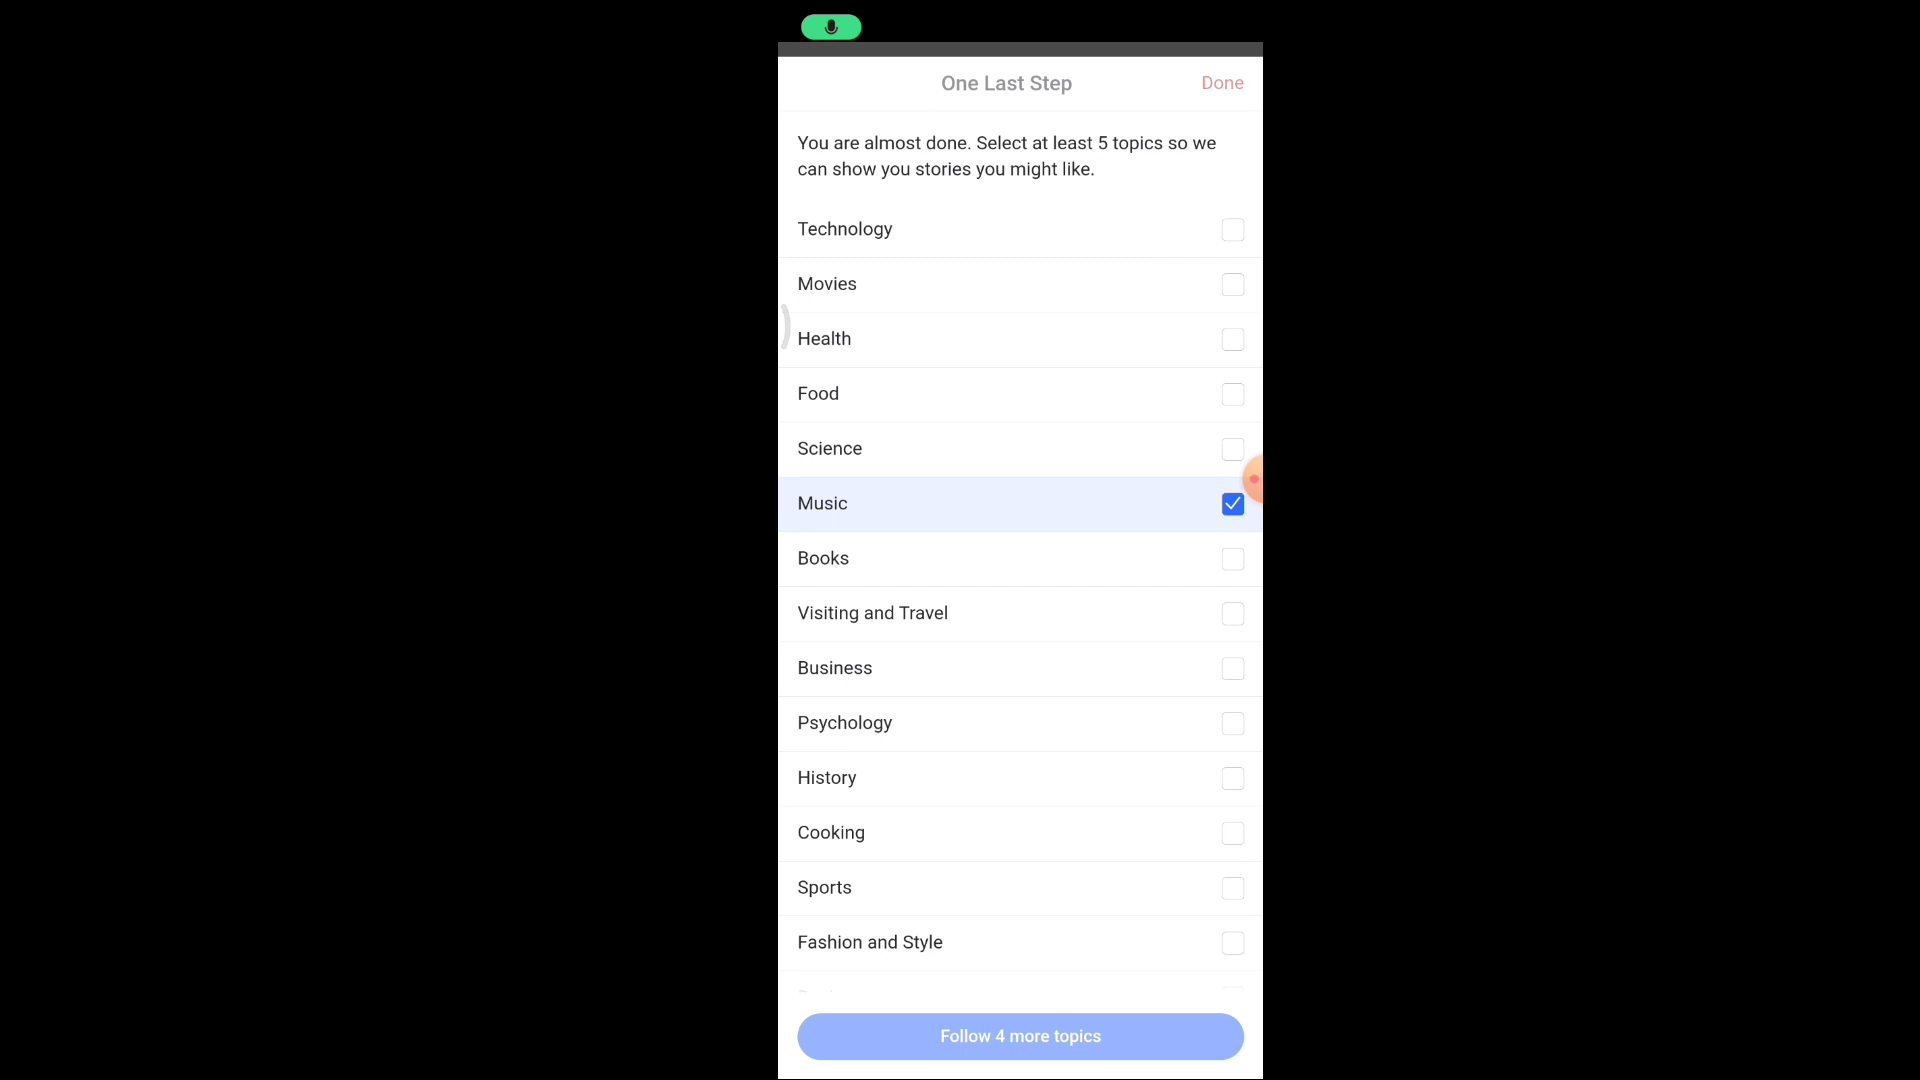 One Last Step
Done
You are almost done. Select at least 5 topics so we
can show you stories you might like.
Technology
Movies
Health
Food
Science
Music
Books
Visiting and Travel
Business
Psychology
History
Cooking
Sports
Fashion and Style
Follow 4 more topics